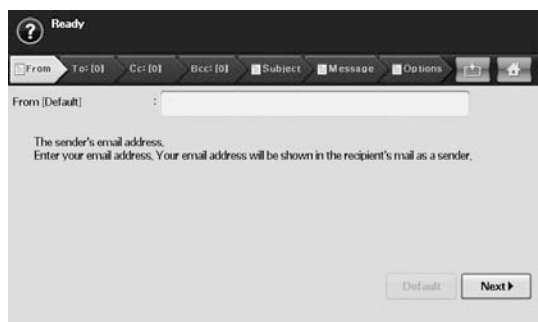 ? Ready
From To: [0] Cc: [0] Bcc: [0] Subject Message Options
From [Default] :
The sender's email address,
Enter your email address, Your email address will be shown in the recipient's mail as a sender,
Default Next